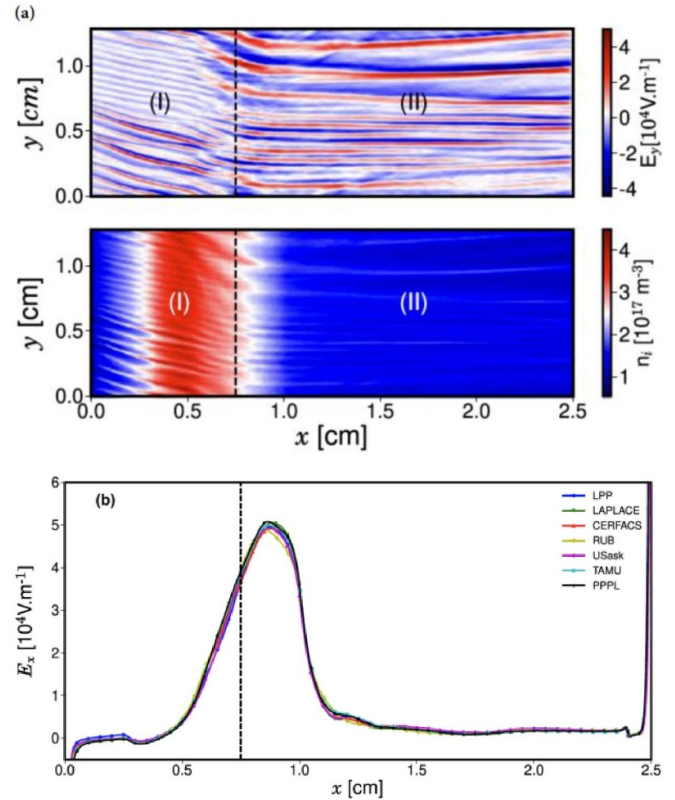 (a)
1.0
0.5
0.0
y [cm]
(I)
(II)
4
2
0
-2
-4
E_y[10⁴V.m⁻¹]
1.0
0.5
0.0
y [cm]
(I)
(II)
4
3
2
1
n_i [10¹⁷ m⁻³]
0.0 0.5 1.0 1.5 2.0 2.5
x [cm]
(b)
6
5
4
3
2
1
0
E_x [10⁴V.m⁻¹]
LPP
LAPLACE
CERFACS
RUB
USask
TAMU
PPPL
0.0 0.5 1.0 1.5 2.0 2.5
x [cm]